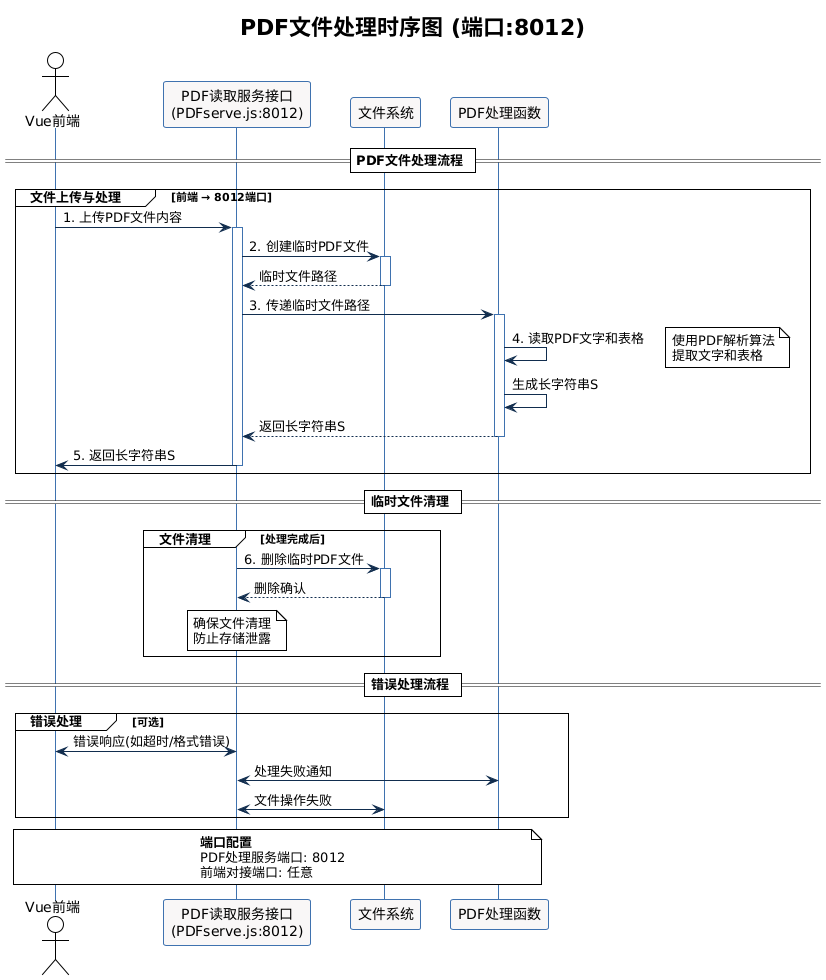 PDF文件处理时序图 (端口:8012)
Vue前端
PDF读取服务接口
(PDFserve.js:8012)
文件系统
PDF处理函数
PDF文件处理流程
文件上传与处理
[前端 → 8012端口]
1. 上传PDF文件内容
2. 创建临时PDF文件
临时文件路径
3. 传递临时文件路径
4. 读取PDF文字和表格
使用PDF解析算法
提取文字和表格
生成长字符串S
返回长字符串S
5. 返回长字符串S
临时文件清理
文件清理
[处理完成后]
6. 删除临时PDF文件
删除确认
确保文件清理
防止存储泄露
错误处理流程
错误处理
[可选]
错误响应(如超时/格式错误)
处理失败通知
文件操作失败
端口配置
PDF处理服务端口: 8012
前端对接端口: 任意
Vue前端
PDF读取服务接口
(PDFserve.js:8012)
文件系统
PDF处理函数